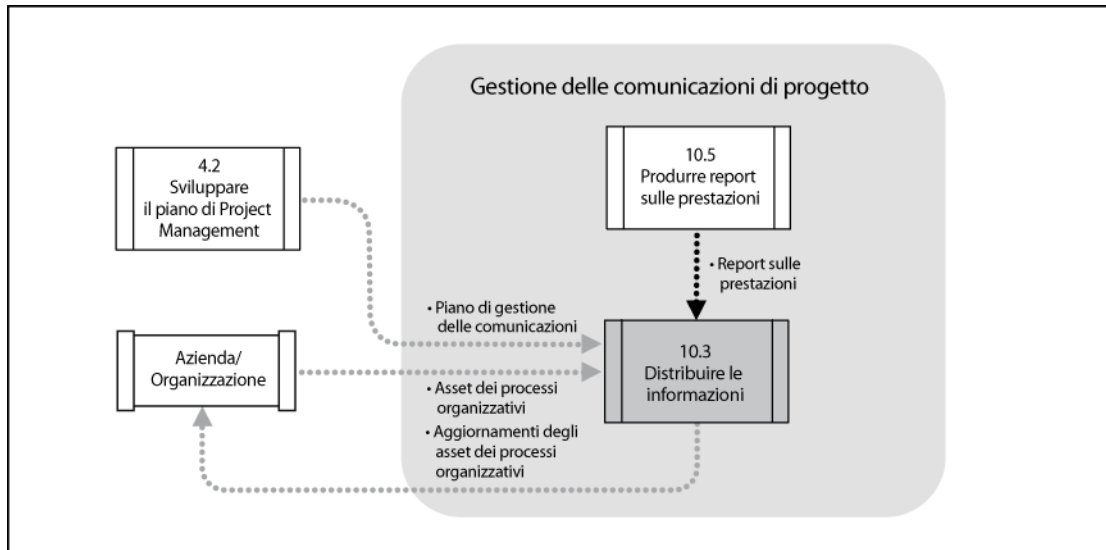 Gestione delle comunicazioni di progetto
4.2
Sviluppare
il piano di Project
Management
10.5
Produrre report
sulle prestazioni
• Report sulle
prestazioni
• Piano di gestione
delle comunicazioni
Azienda/
Organizzazione
10.3
Distribuire le
informazioni
• Asset dei processi
organizzativi
• Aggiornamenti degli
asset dei processi
organizzativi